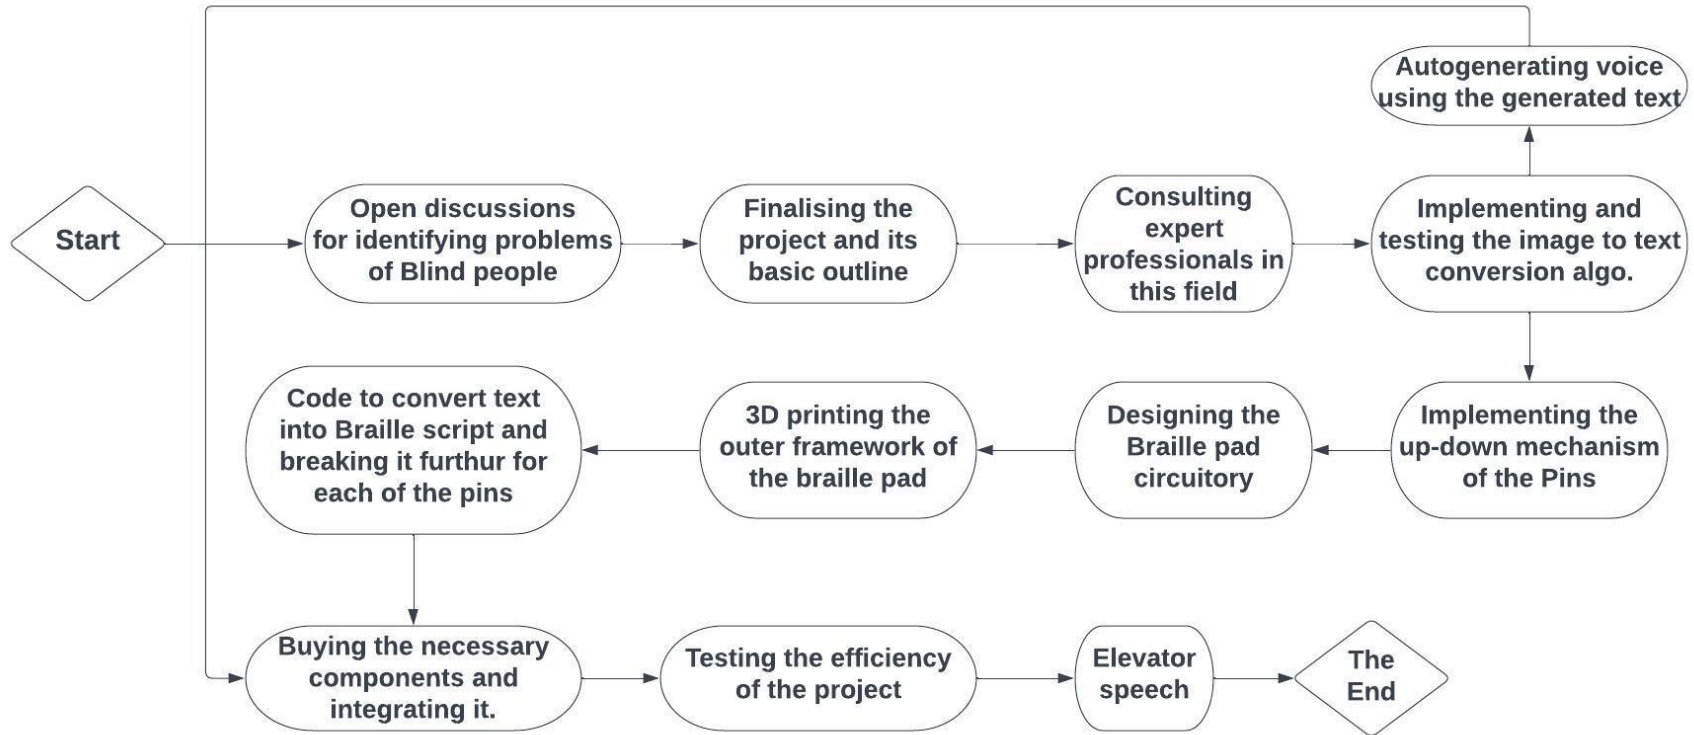 Start
Open discussions
for identifying problems
of Blind people
Finalising the
project and its
basic outline
Consulting
expert
professionals in
this field
Implementing and
testing the image to text
conversion algo.
Autogenerating voice
using the generated text
Implementing the
up-down mechanism
of the Pins
Designing the
Braille pad
circuitory
3D printing the
outer framework of
the braille pad
Code to convert text
into Braille script and
breaking it furthur for
each of the pins
Buying the necessary
components and
integrating it.
Testing the efficiency
of the project
Elevator
speech
The
End